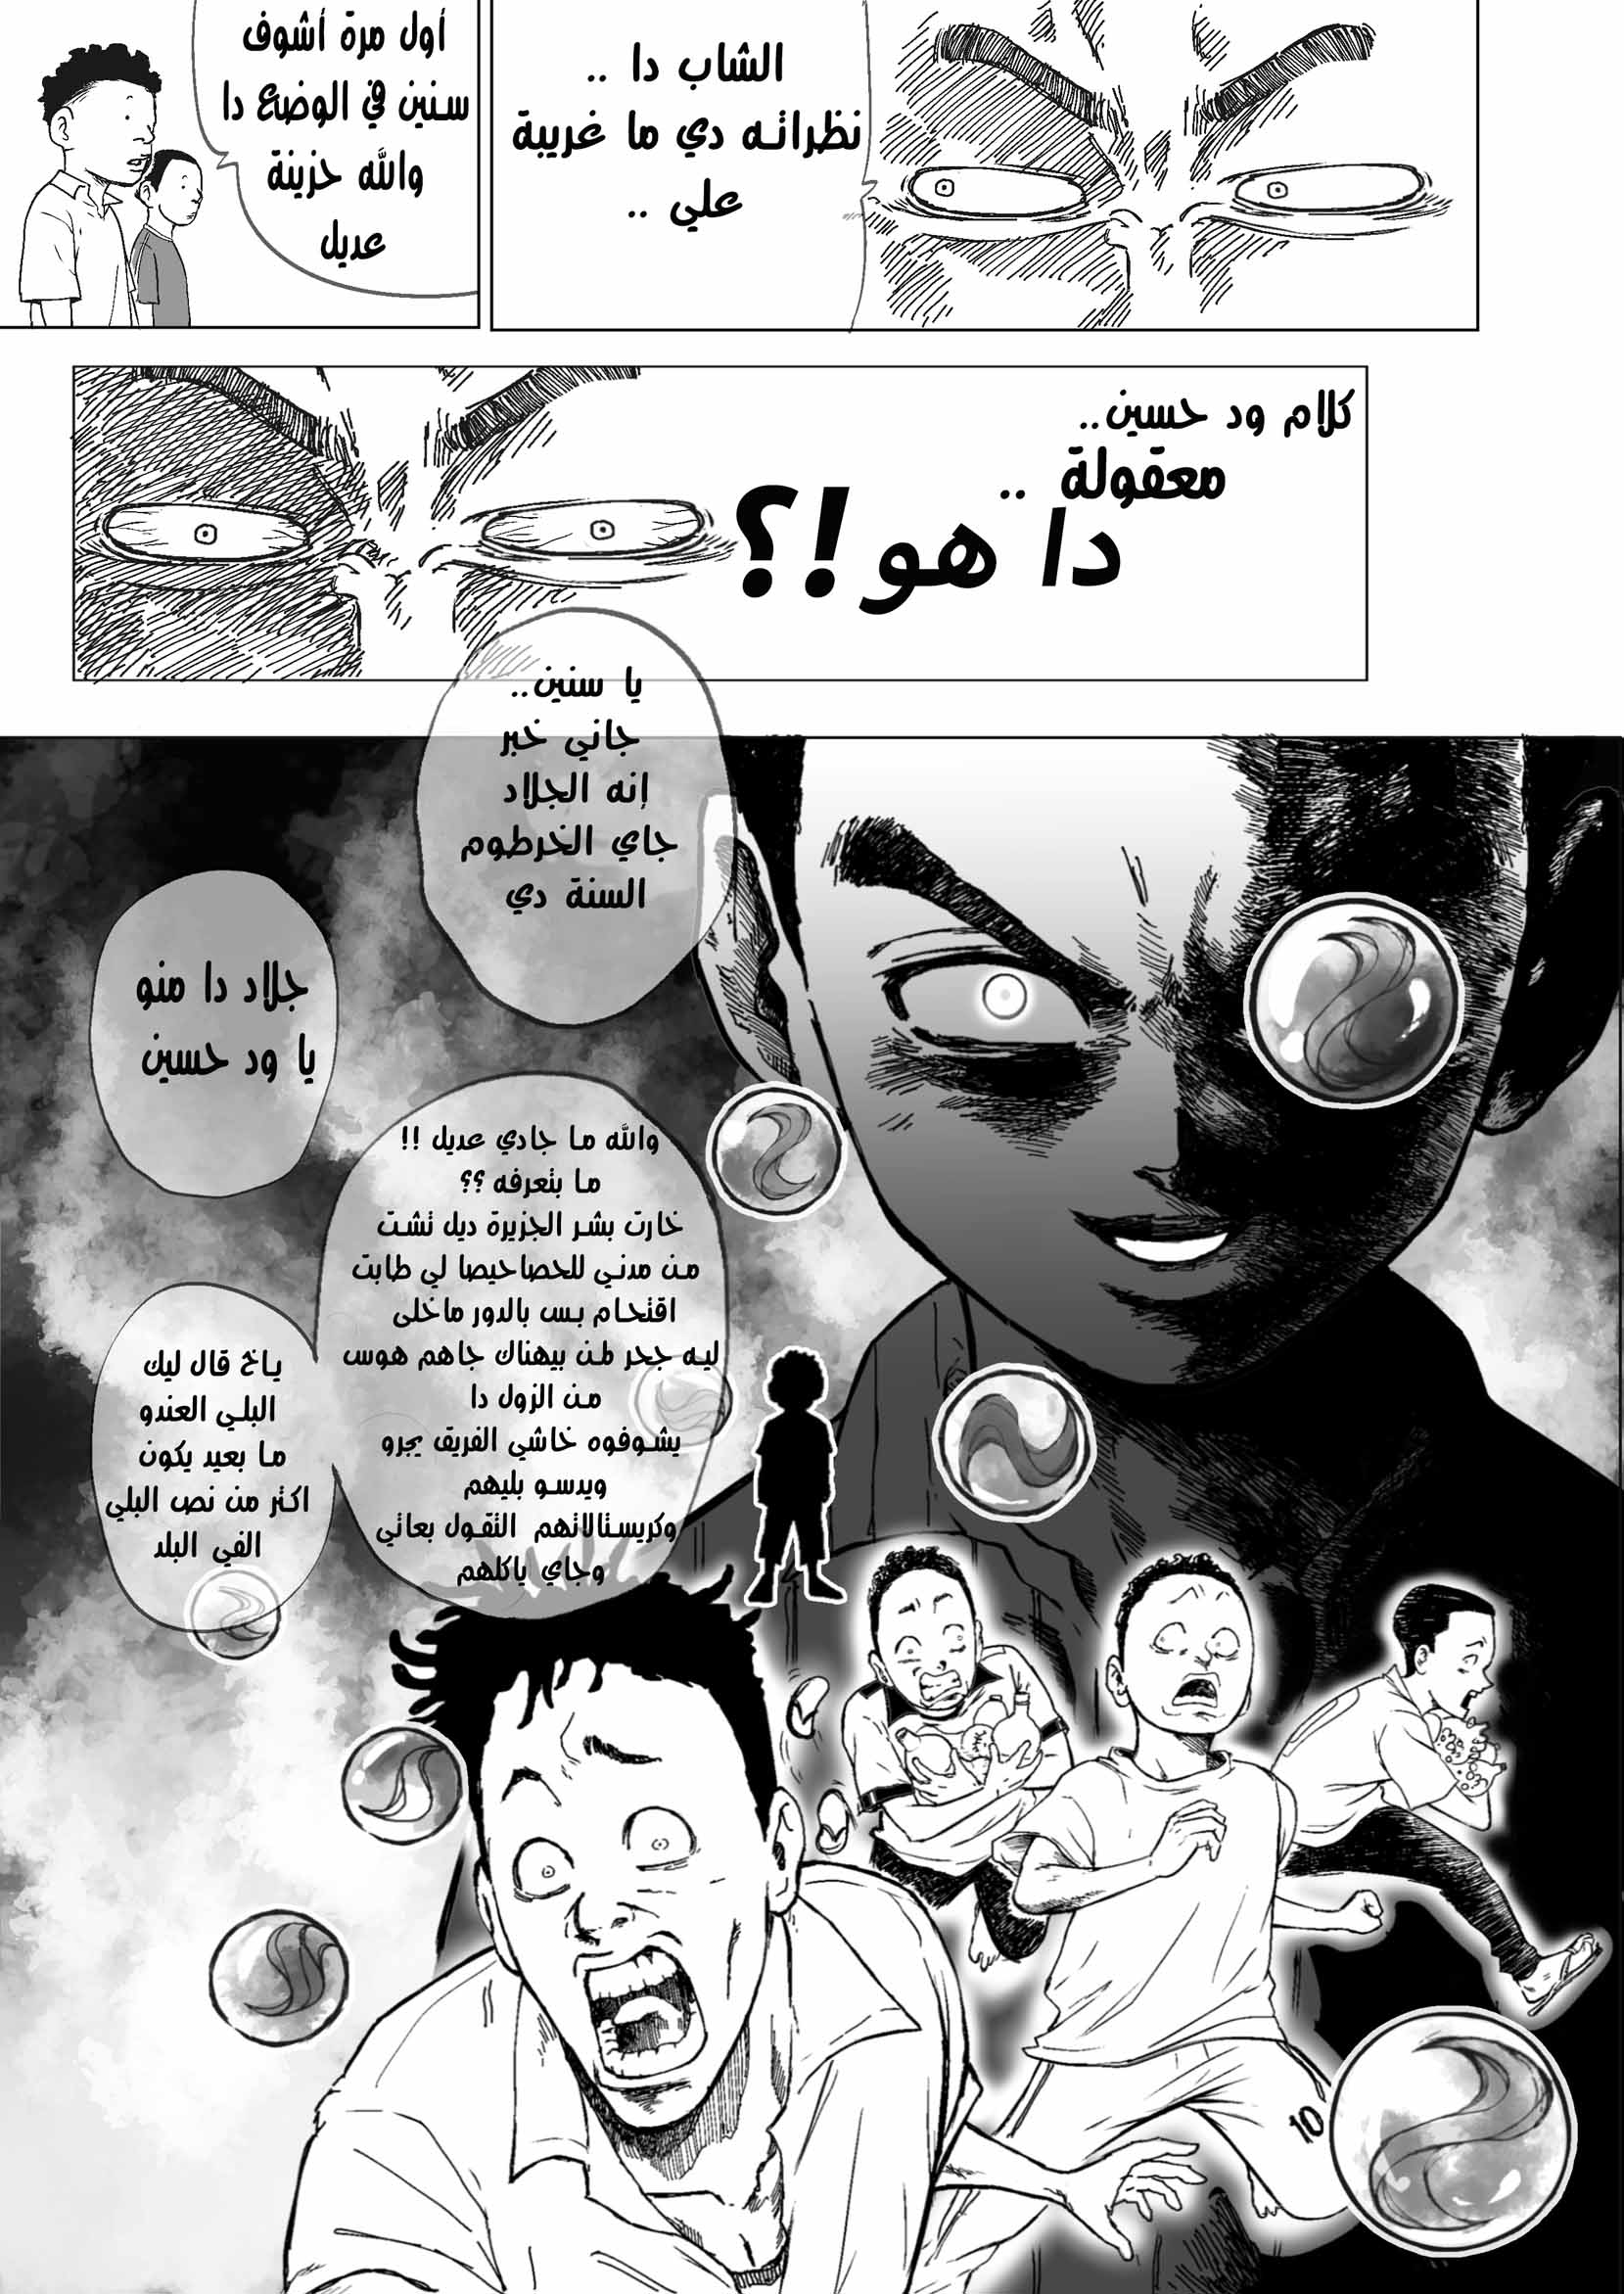 الشاب دا ..
نظراته دي ما غريبة
علي ..
أول مرة أشوف
سنين في الوضع دا
والله حزينة
عديل
كلام ود حسين..
معقولة ..
دا هو!؟
يا سنين..
جاني خبر
إنه الجلاد
جاي الخرطوم
السنة دي
جلاد دا منو
يا ود حسين
والله ما جادي عديل !!
ما بتعرفه ؟؟
خارت بشر الجزيرة ديل تشت
من مدني للحصاحيصا لي طابت
اقتحام بس بالدور ماخلى
ليه جحر لمن بيهناك جاهم هوس
من الزول دا
يشوفوه خاشي الفريق يجرو
ويدسو بليهم
وكريستالاتهم التقول بعاتي
وجاي ياكلهم
ياخ قال ليك
البلي العندو
ما بعيد يكون
اكتر من نص البلي
الفي البلد
10